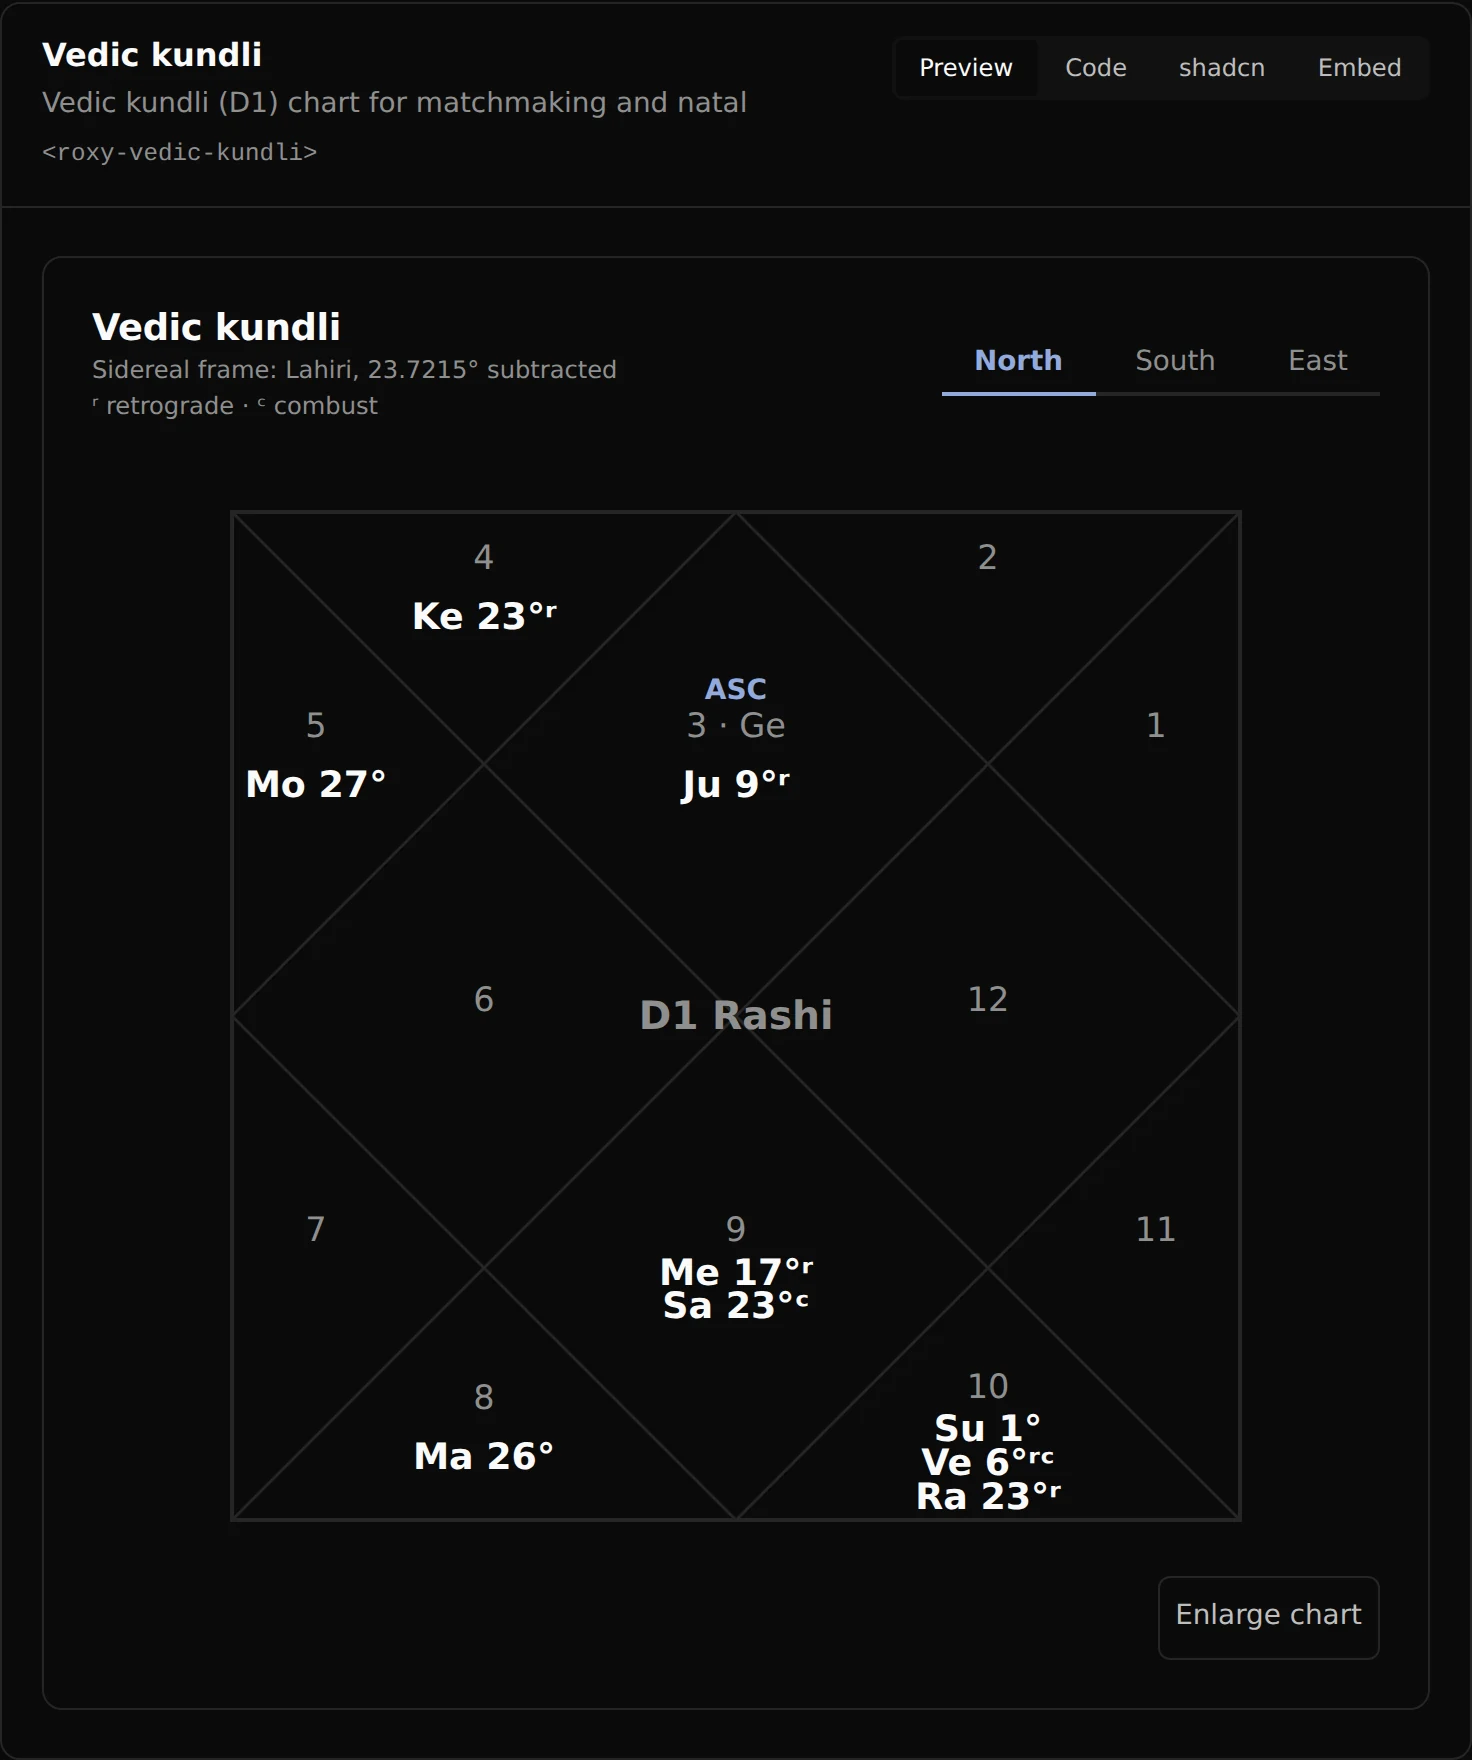 Vedic kundli
Vedic kundli (D1) chart for matchmaking and natal
<roxy-vedic-kundli>
Preview Code shadcn Embed
Vedic kundli
Sidereal frame: Lahiri, 23.7215° subtracted
ʳ retrograde · ᶜ combust
North South East
4
Ke 23°ʳ
2
ASC
3 · Ge
Ju 9°ʳ
5
Mo 27°
1
6
D1 Rashi
12
7
9
Me 17°ʳ
Sa 23°ᶜ
11
8
Ma 26°
10
Su 1°
Ve 6°ʳᶜ
Ra 23°ʳ
Enlarge chart